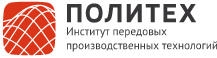 ПОЛИТЕХ
Институт передовых
производственных технологий